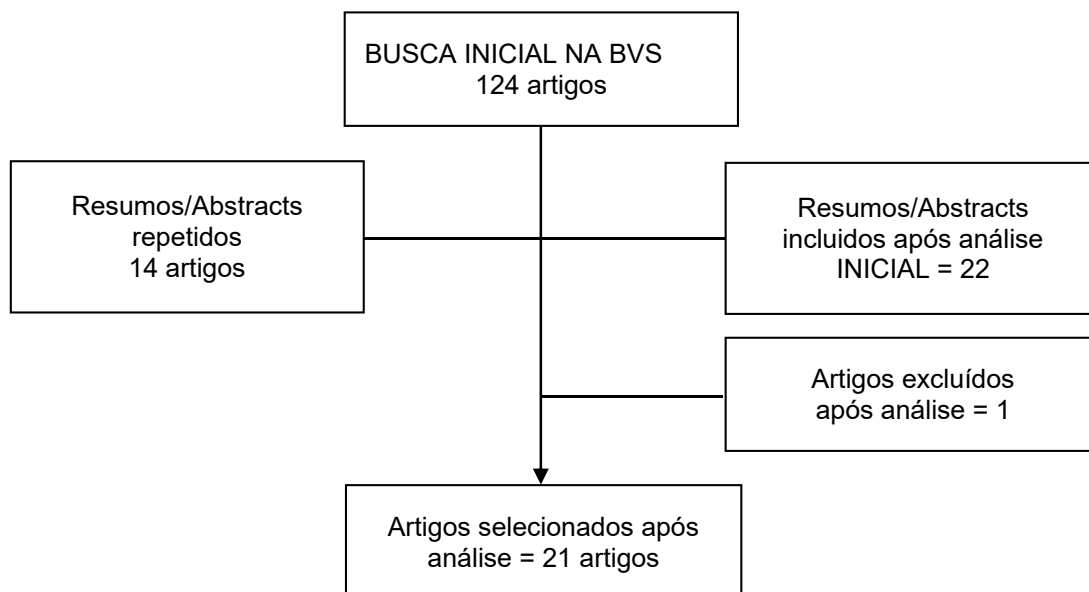 BUSCA INICIAL NA BVS
124 artigos
Resumos/Abstracts
repetidos
14 artigos
Resumos/Abstracts
incluidos após análise
INICIAL = 22
Artigos excluídos
após análise = 1
Artigos selecionados após
análise = 21 artigos